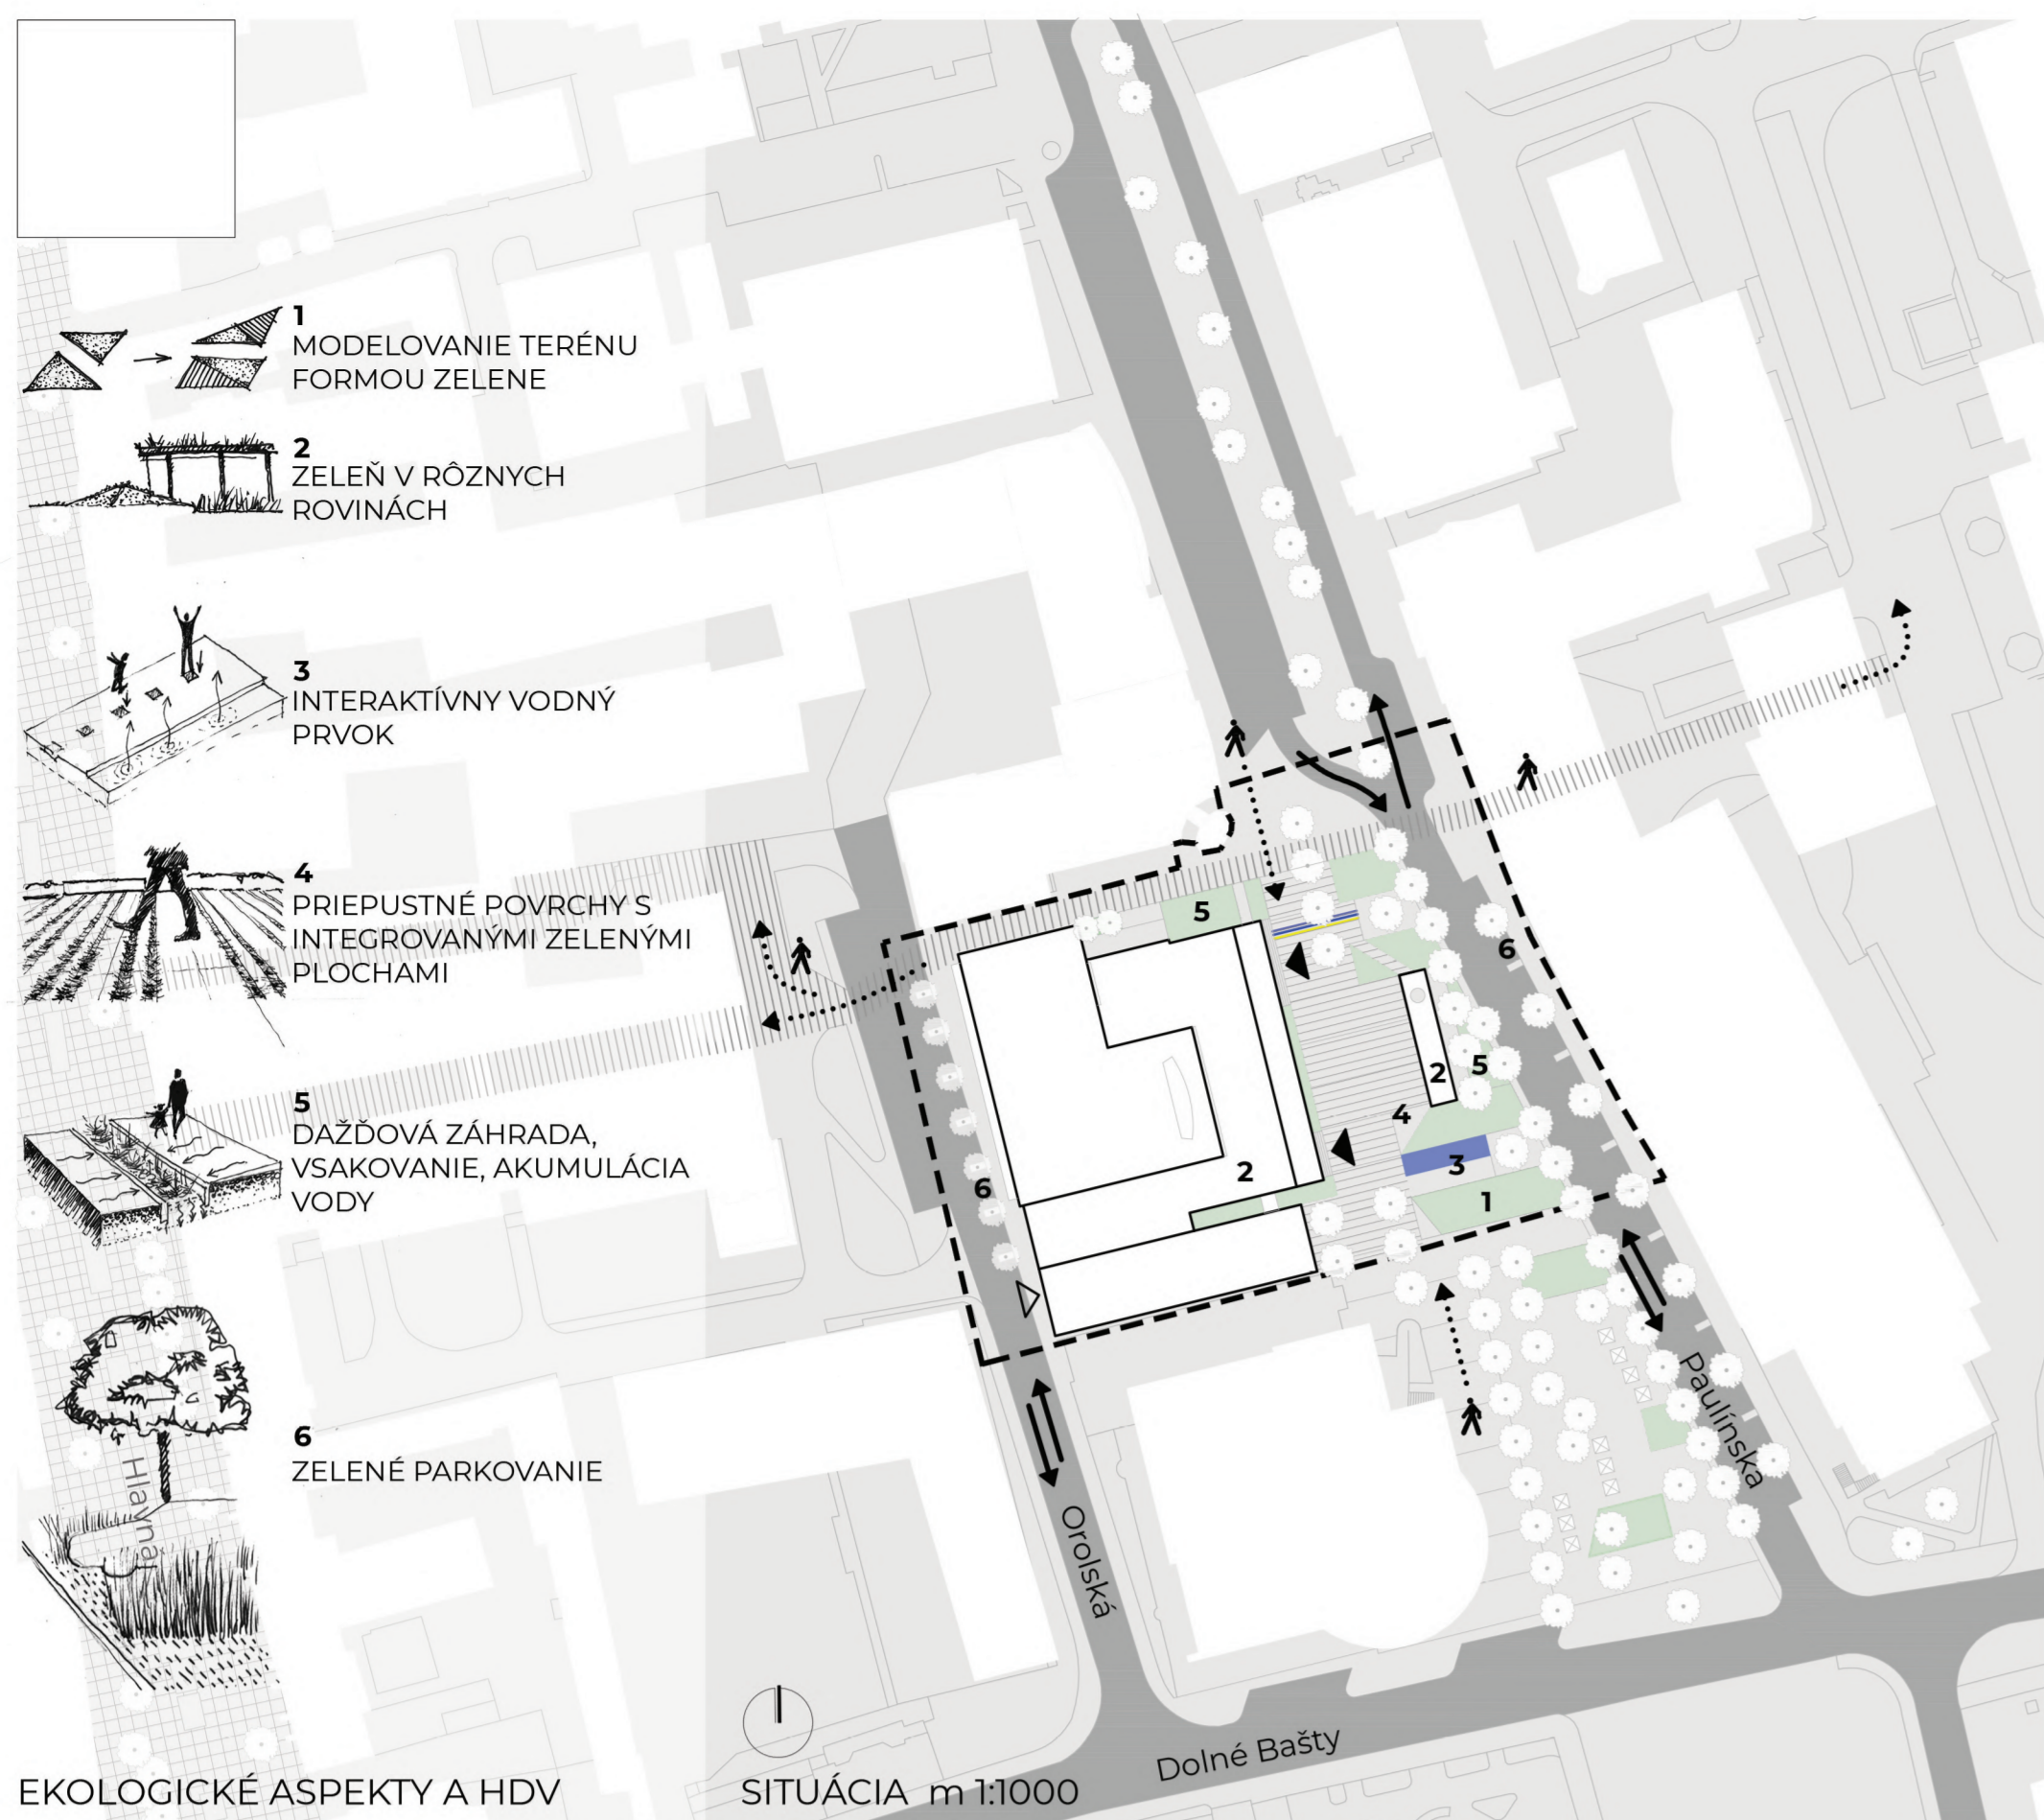 1
MODELOVANIE TERÉNU
FORMOU ZELENE
2
ZELEŇ V RÔZNYCH
ROVINÁCH
3
INTERAKTÍVNY VODNÝ
PRVOK
4
PRIEPUSTNÉ POVRCHY S
INTEGROVANÝMI ZELENÝMI
PLOCHAMI
5
DAŽĎOVÁ ZÁHRADA,
VSAKOVANIE, AKUMULÁCIA
VODY
6
ZELENÉ PARKOVANIE
Hlavná
EKOLOGICKÉ ASPEKTY A HDV
SITUÁCIA m 1:1000
5
6
2
5
4
3
2
6
1
Paulínska
Orolská
Dolné Bašty